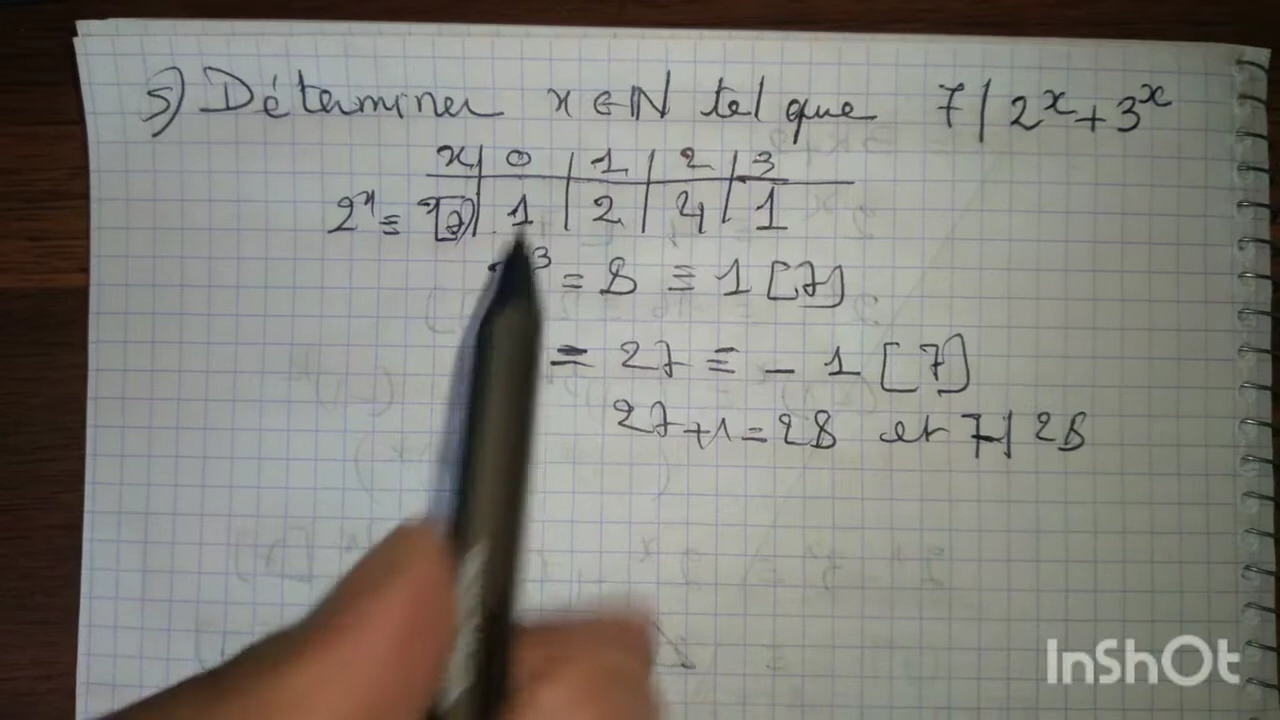 5) Déterminer x ∈ ℕ tel que 7 | 2^x + 3^x
x | 0 | 1 | 2 | 3
2^x ≡ ?[7] | 1 | 2 | 4 | 1
3 = 8 ≡ 1 [7]
= 27 ≡ - 1 [7]
27 + 1 = 28 et 7 | 28
InShOt